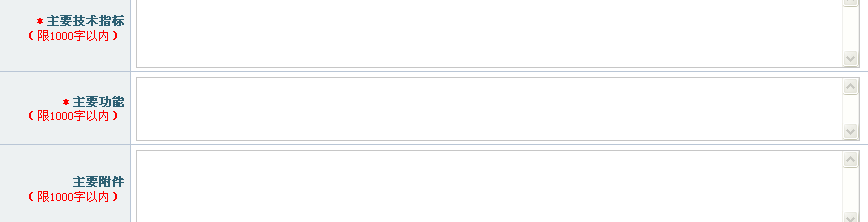 * 主要技术指标
（限1000字以内）
* 主要功能
（限1000字以内）
主要附件
（限1000字以内）